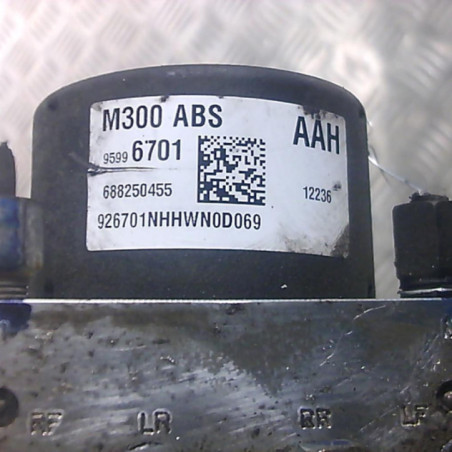 M300 ABS AAH
9599 6701
688250455 12236
926701NHHWN0D069
RF LR RR LF